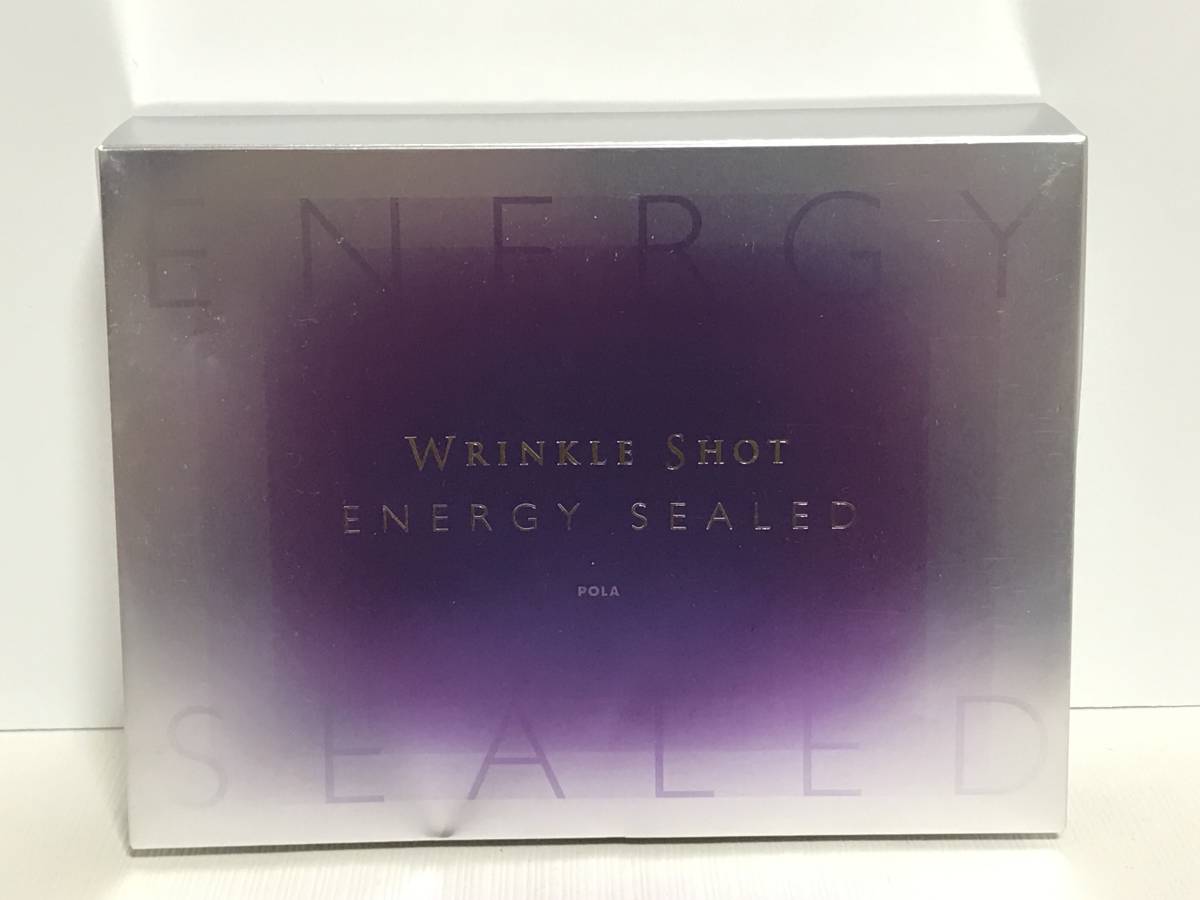 ENERGY
WRINKLE SHOT
ENERGY SEALED
POLA
SEALED